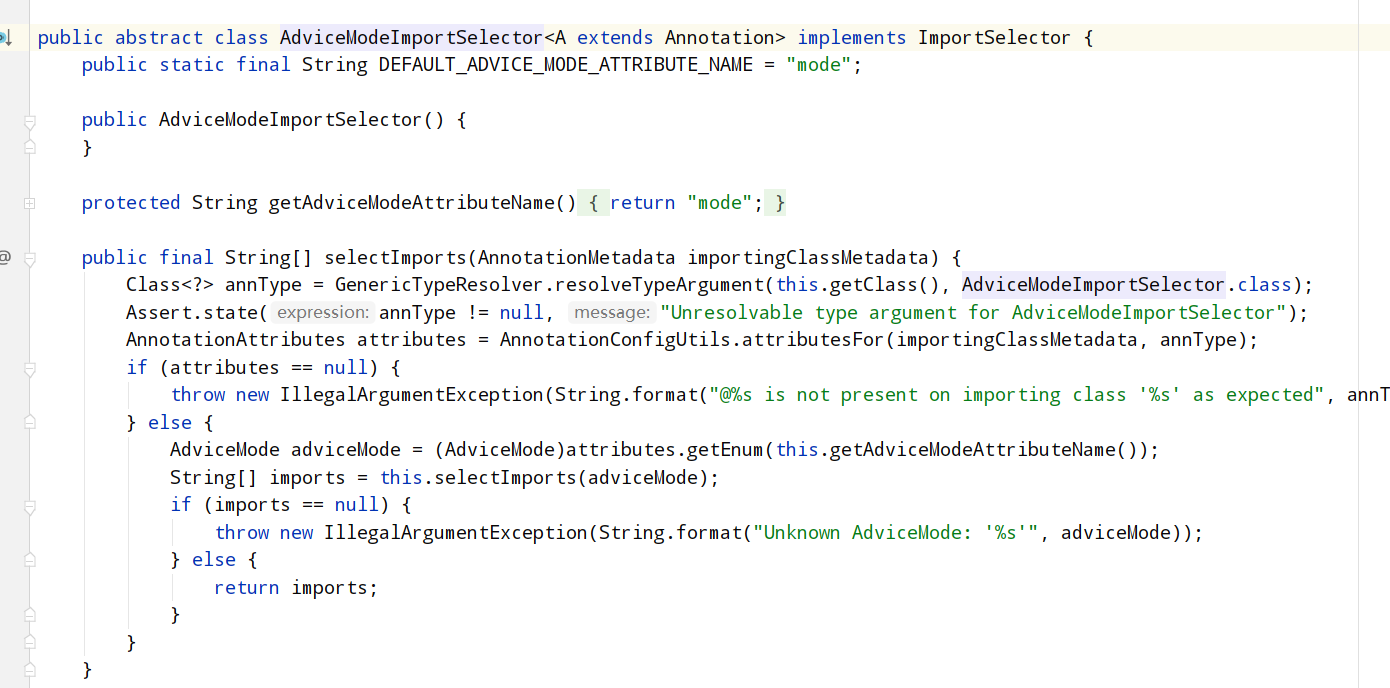 public abstract class AdviceModeImportSelector<A extends Annotation> implements ImportSelector {
public static final String DEFAULT_ADVICE_MODE_ATTRIBUTE_NAME = "mode";
public AdviceModeImportSelector() {
}
protected String getAdviceModeAttributeName() { return "mode"; }
@ public final String[] selectImports(AnnotationMetadata importingClassMetadata) {
Class<?> annType = GenericTypeResolver.resolveTypeArgument(this.getClass(), AdviceModeImportSelector.class);
Assert.state( expression: annType != null, message: "Unresolvable type argument for AdviceModeImportSelector");
AnnotationAttributes attributes = AnnotationConfigUtils.attributesFor(importingClassMetadata, annType);
if (attributes == null) {
throw new IllegalArgumentException(String.format("@%s is not present on importing class '%s' as expected", annT
} else {
AdviceMode adviceMode = (AdviceMode)attributes.getEnum(this.getAdviceModeAttributeName());
String[] imports = this.selectImports(adviceMode);
if (imports == null) {
throw new IllegalArgumentException(String.format("Unknown AdviceMode: '%s'", adviceMode));
} else {
return imports;
}
}
}